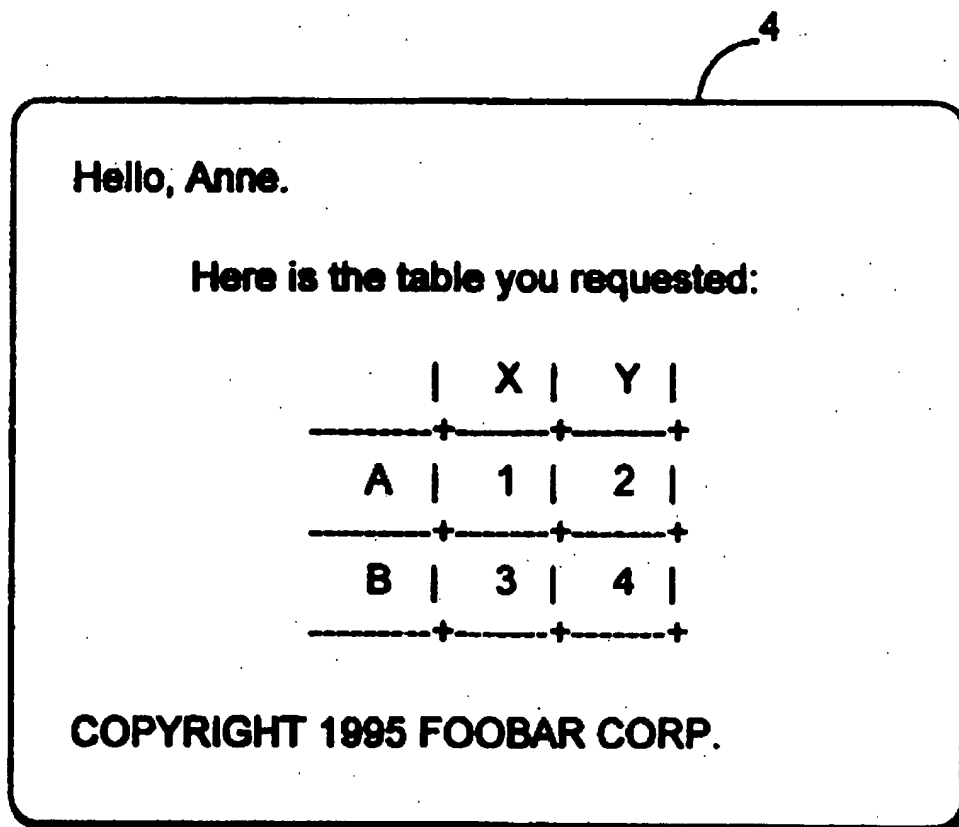 4
Hello, Anne.
Here is the table you requested:
| X | Y |
-------+------+------+
A | 1 | 2 |
-------+------+------+
B | 3 | 4 |
-------+------+------+
COPYRIGHT 1995 FOOBAR CORP.